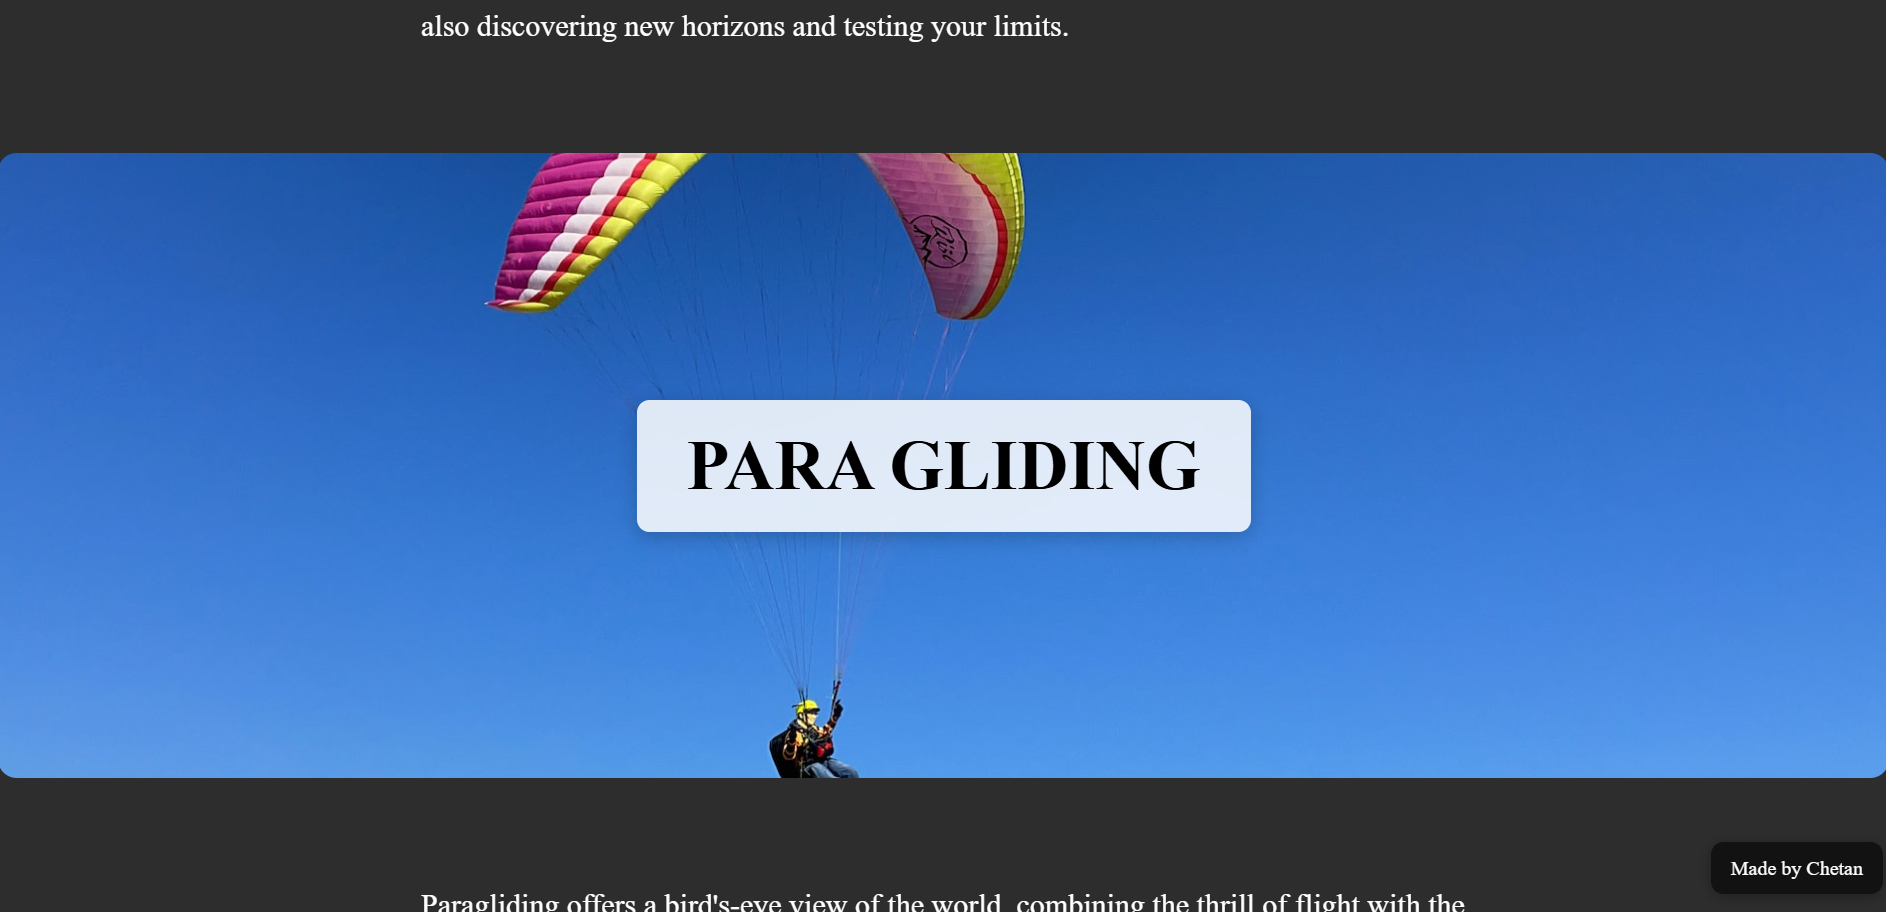 also discovering new horizons and testing your limits.
PARA GLIDING
Made by Chetan
Paragliding offers a bird's-eye view of the world, combining the thrill of flight with the